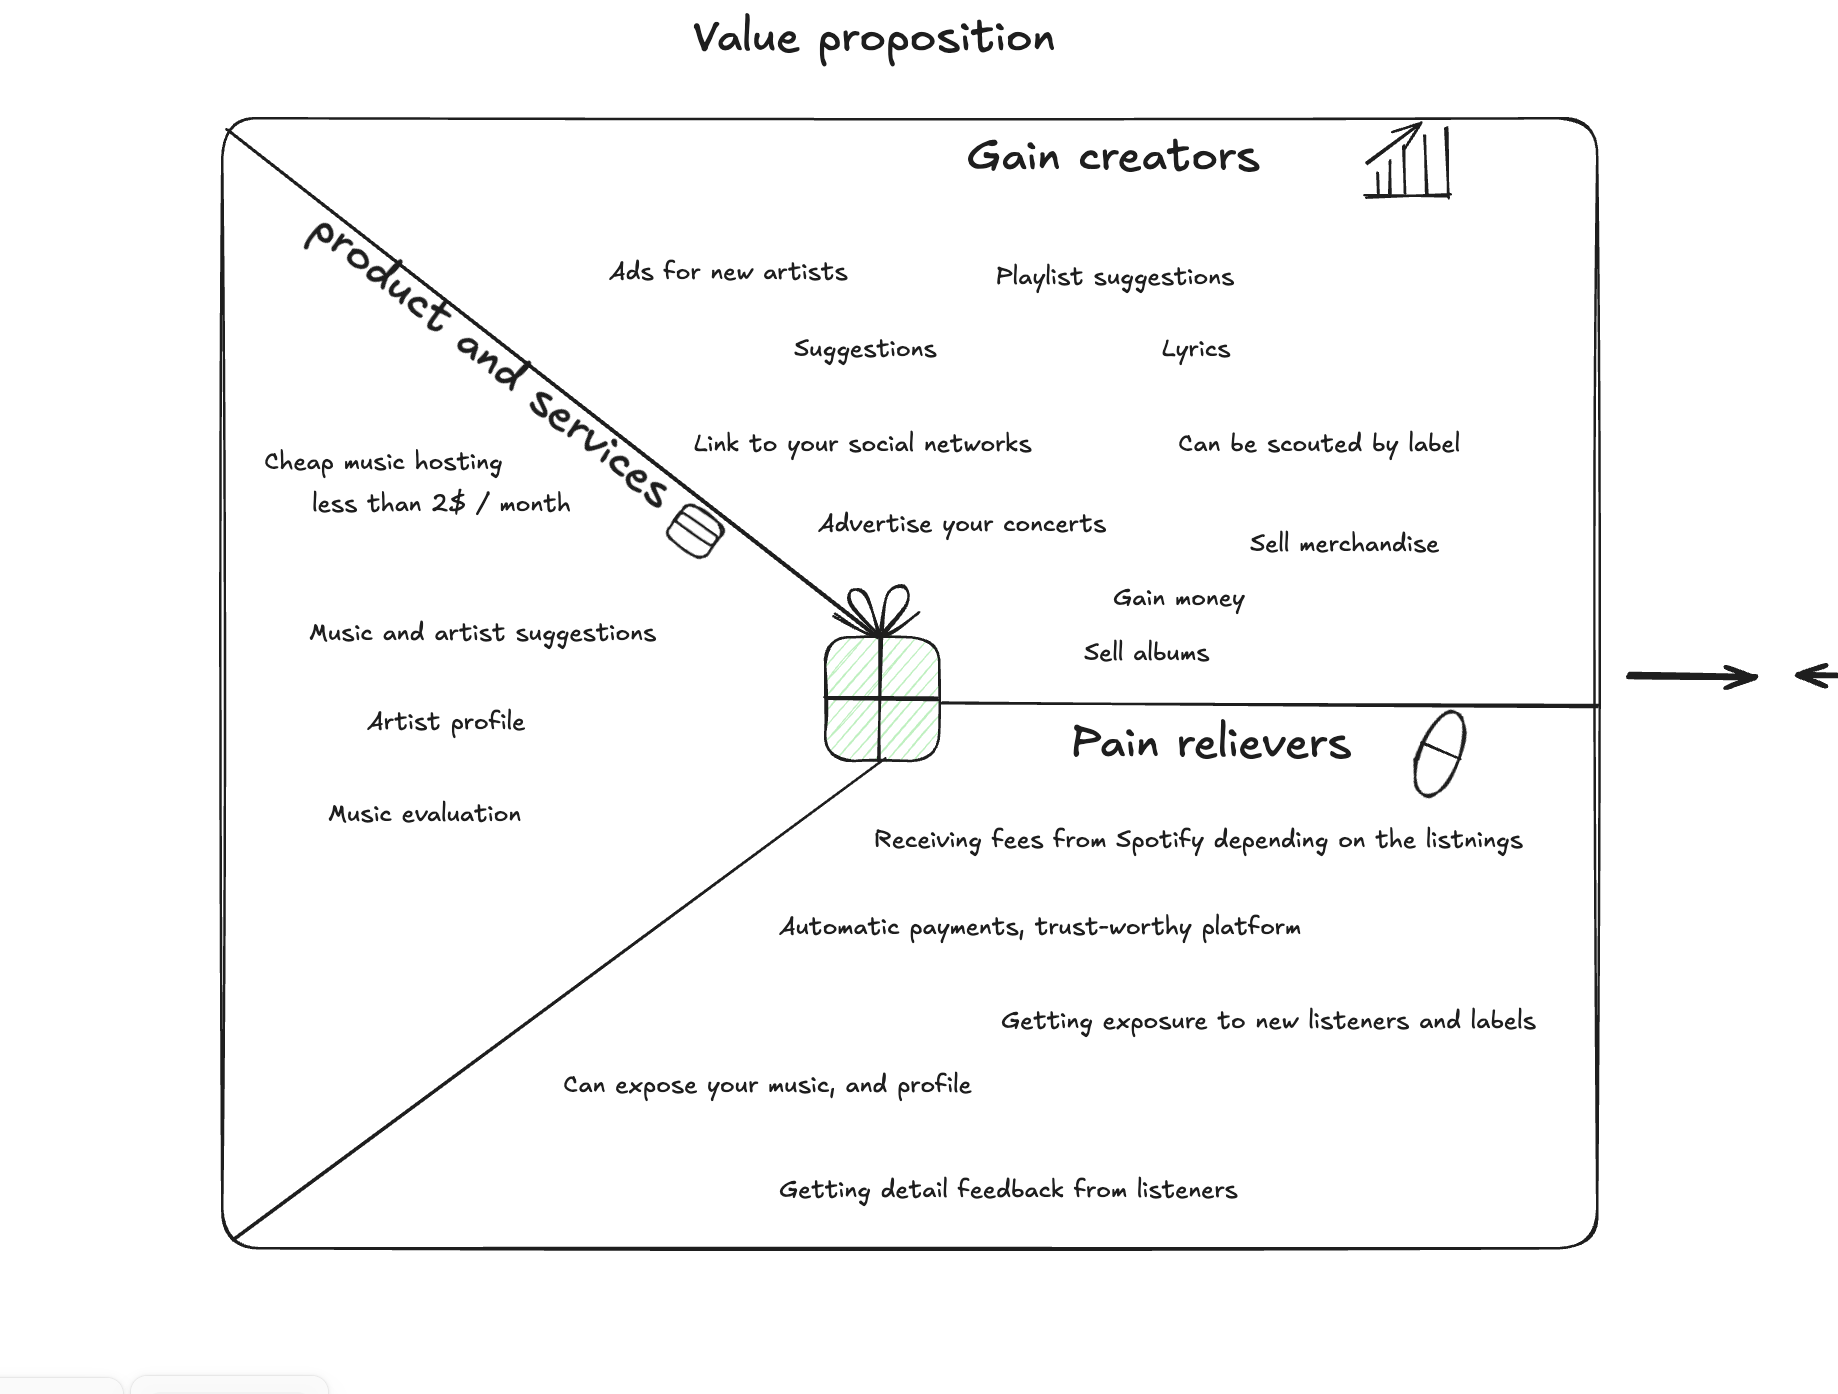 Value proposition
Gain creators
product and services
Ads for new artists
Playlist suggestions
Suggestions
Lyrics
Link to your social networks
Can be scouted by label
Cheap music hosting
less than 2$ / month
Advertise your concerts
Sell merchandise
Gain money
Sell albums
Music and artist suggestions
Artist profile
Music evaluation
Pain relievers
Receiving fees from Spotify depending on the listnings
Automatic payments, trust-worthy platform
Getting exposure to new listeners and labels
Can expose your music, and profile
Getting detail feedback from listeners